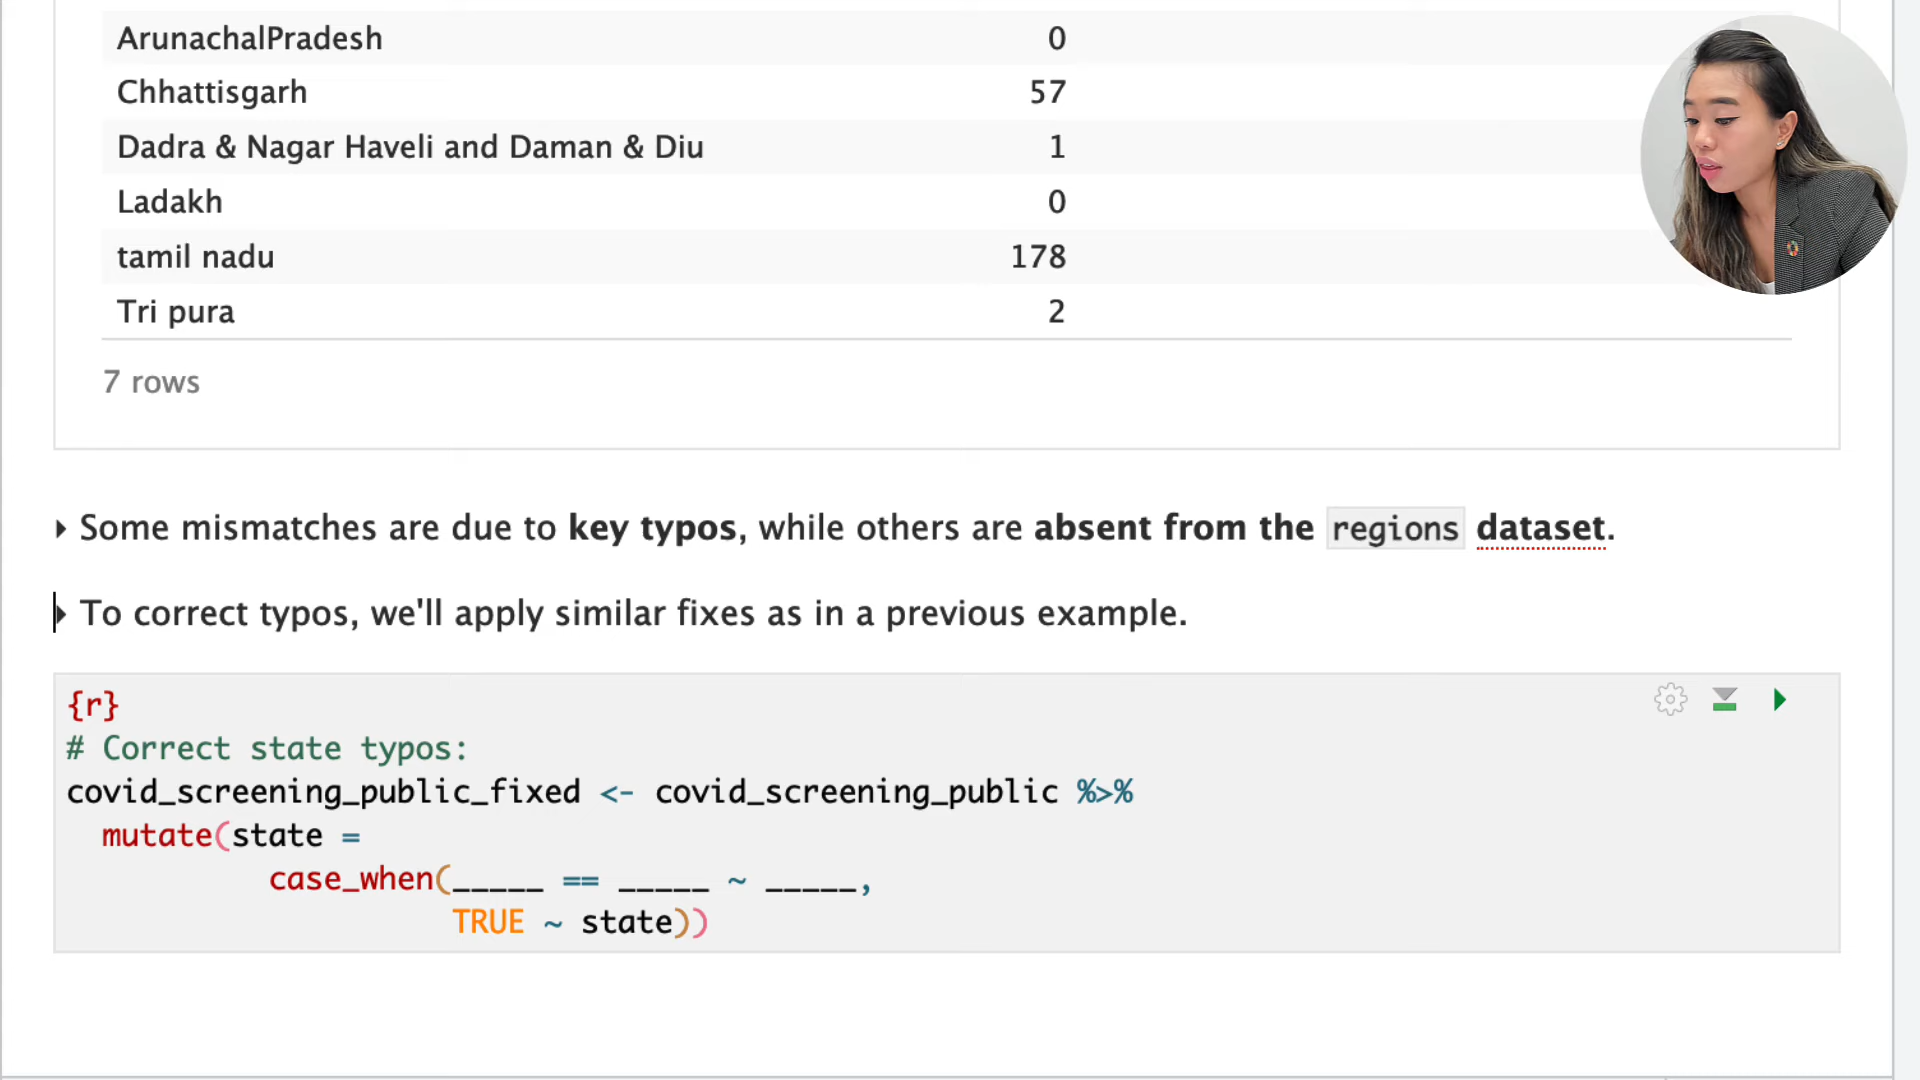 ArunachalPradesh 0
Chhattisgarh 57
Dadra & Nagar Haveli and Daman & Diu 1
Ladakh 0
tamil nadu 178
Tri pura 2
7 rows
Some mismatches are due to key typos, while others are absent from the regions dataset.
To correct typos, we'll apply similar fixes as in a previous example.
{r}
# Correct state typos:
covid_screening_public_fixed <- covid_screening_public %>%
mutate(state =
case_when(_____ == _____ ~ _____,
TRUE ~ state))